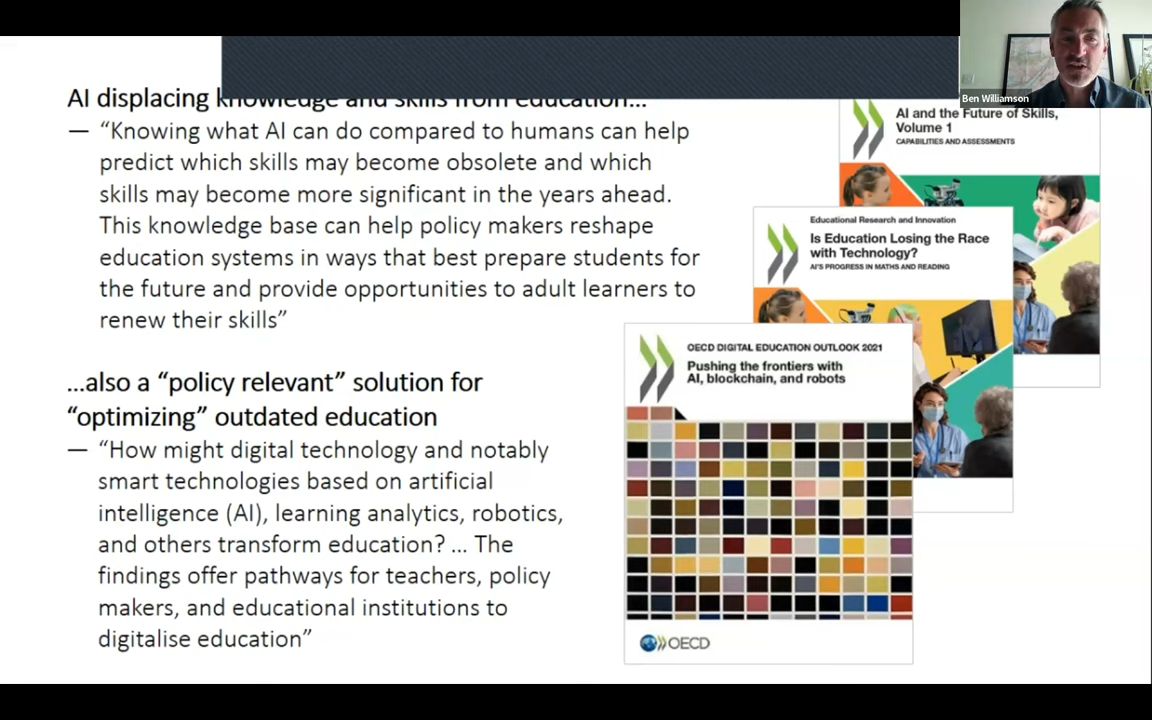 AI displacing knowledge and skills from education...
— “Knowing what AI can do compared to humans can help
predict which skills may become obsolete and which
skills may become more significant in the years ahead.
This knowledge base can help policy makers reshape
education systems in ways that best prepare students for
the future and provide opportunities to adult learners to
renew their skills”
...also a “policy relevant” solution for
“optimizing” outdated education
— “How might digital technology and notably
smart technologies based on artificial
intelligence (AI), learning analytics, robotics,
and others transform education? ... The
findings offer pathways for teachers, policy
makers, and educational institutions to
digitalise education”
Ben Williamson
AI and the Future of Skills,
Volume 1
CAPABILITIES AND ASSESSMENTS
Educational Research and Innovation
Is Education Losing the Race
with Technology?
AI'S PROGRESS IN MATHS AND READING
OECD DIGITAL EDUCATION OUTLOOK 2021
Pushing the frontiers with
AI, blockchain, and robots
OECD